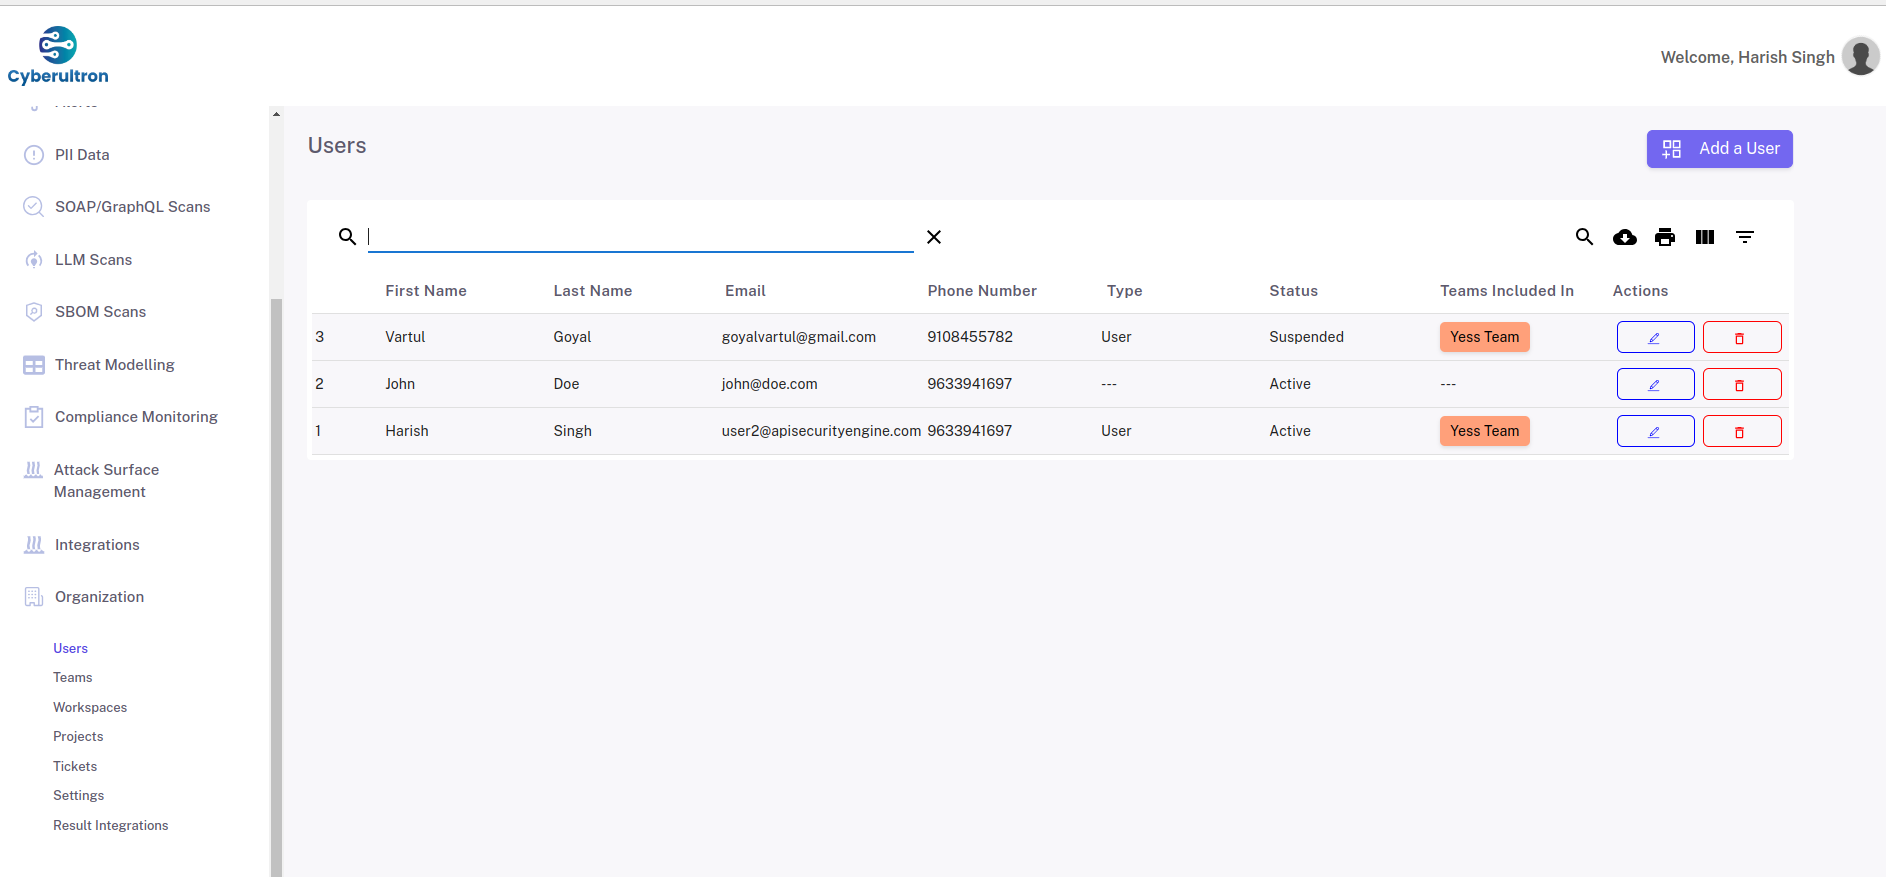 Cyberultron
Welcome, Harish Singh
Alerts
PII Data
SOAP/GraphQL Scans
LLM Scans
SBOM Scans
Threat Modelling
Compliance Monitoring
Attack Surface
Management
Integrations
Organization
Users
Teams
Workspaces
Projects
Tickets
Settings
Result Integrations
Users
Add a User
First Name Last Name Email Phone Number Type Status Teams Included In Actions
3 Vartul Goyal goyalvartul@gmail.com 9108455782 User Suspended Yess Team
2 John Doe john@doe.com 9633941697 --- Active ---
1 Harish Singh user2@apisecurityengine.com 9633941697 User Active Yess Team